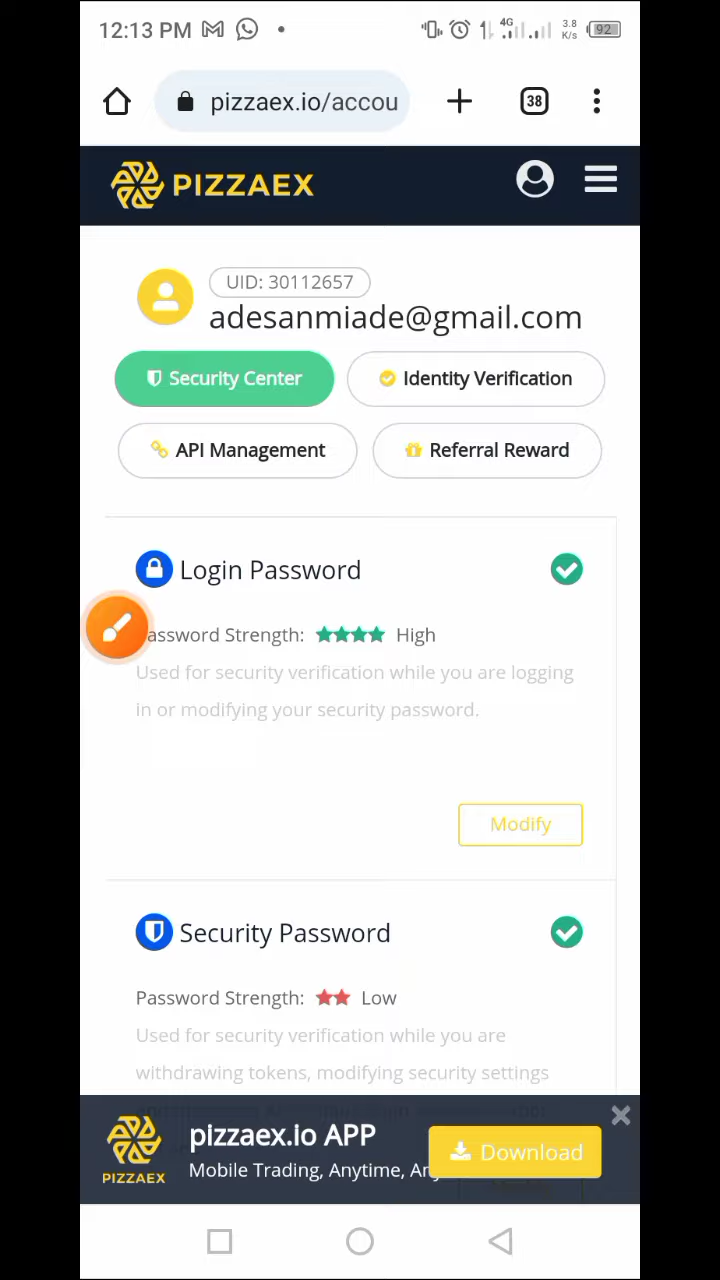 12:13 PM
4G
3.8
K/s
92
pizzaex.io/accou
38
PIZZAEX
UID: 30112657
adesanmiade@gmail.com
Security Center
Identity Verification
API Management
Referral Reward
Login Password
assword Strength: High
Used for security verification while you are logging
in or modifying your security password.
Modify
Security Password
Password Strength: Low
Used for security verification while you are
withdrawing tokens, modifying security settings
pizzaex.io APP
Mobile Trading, Anytime, An
Download
PIZZAEX